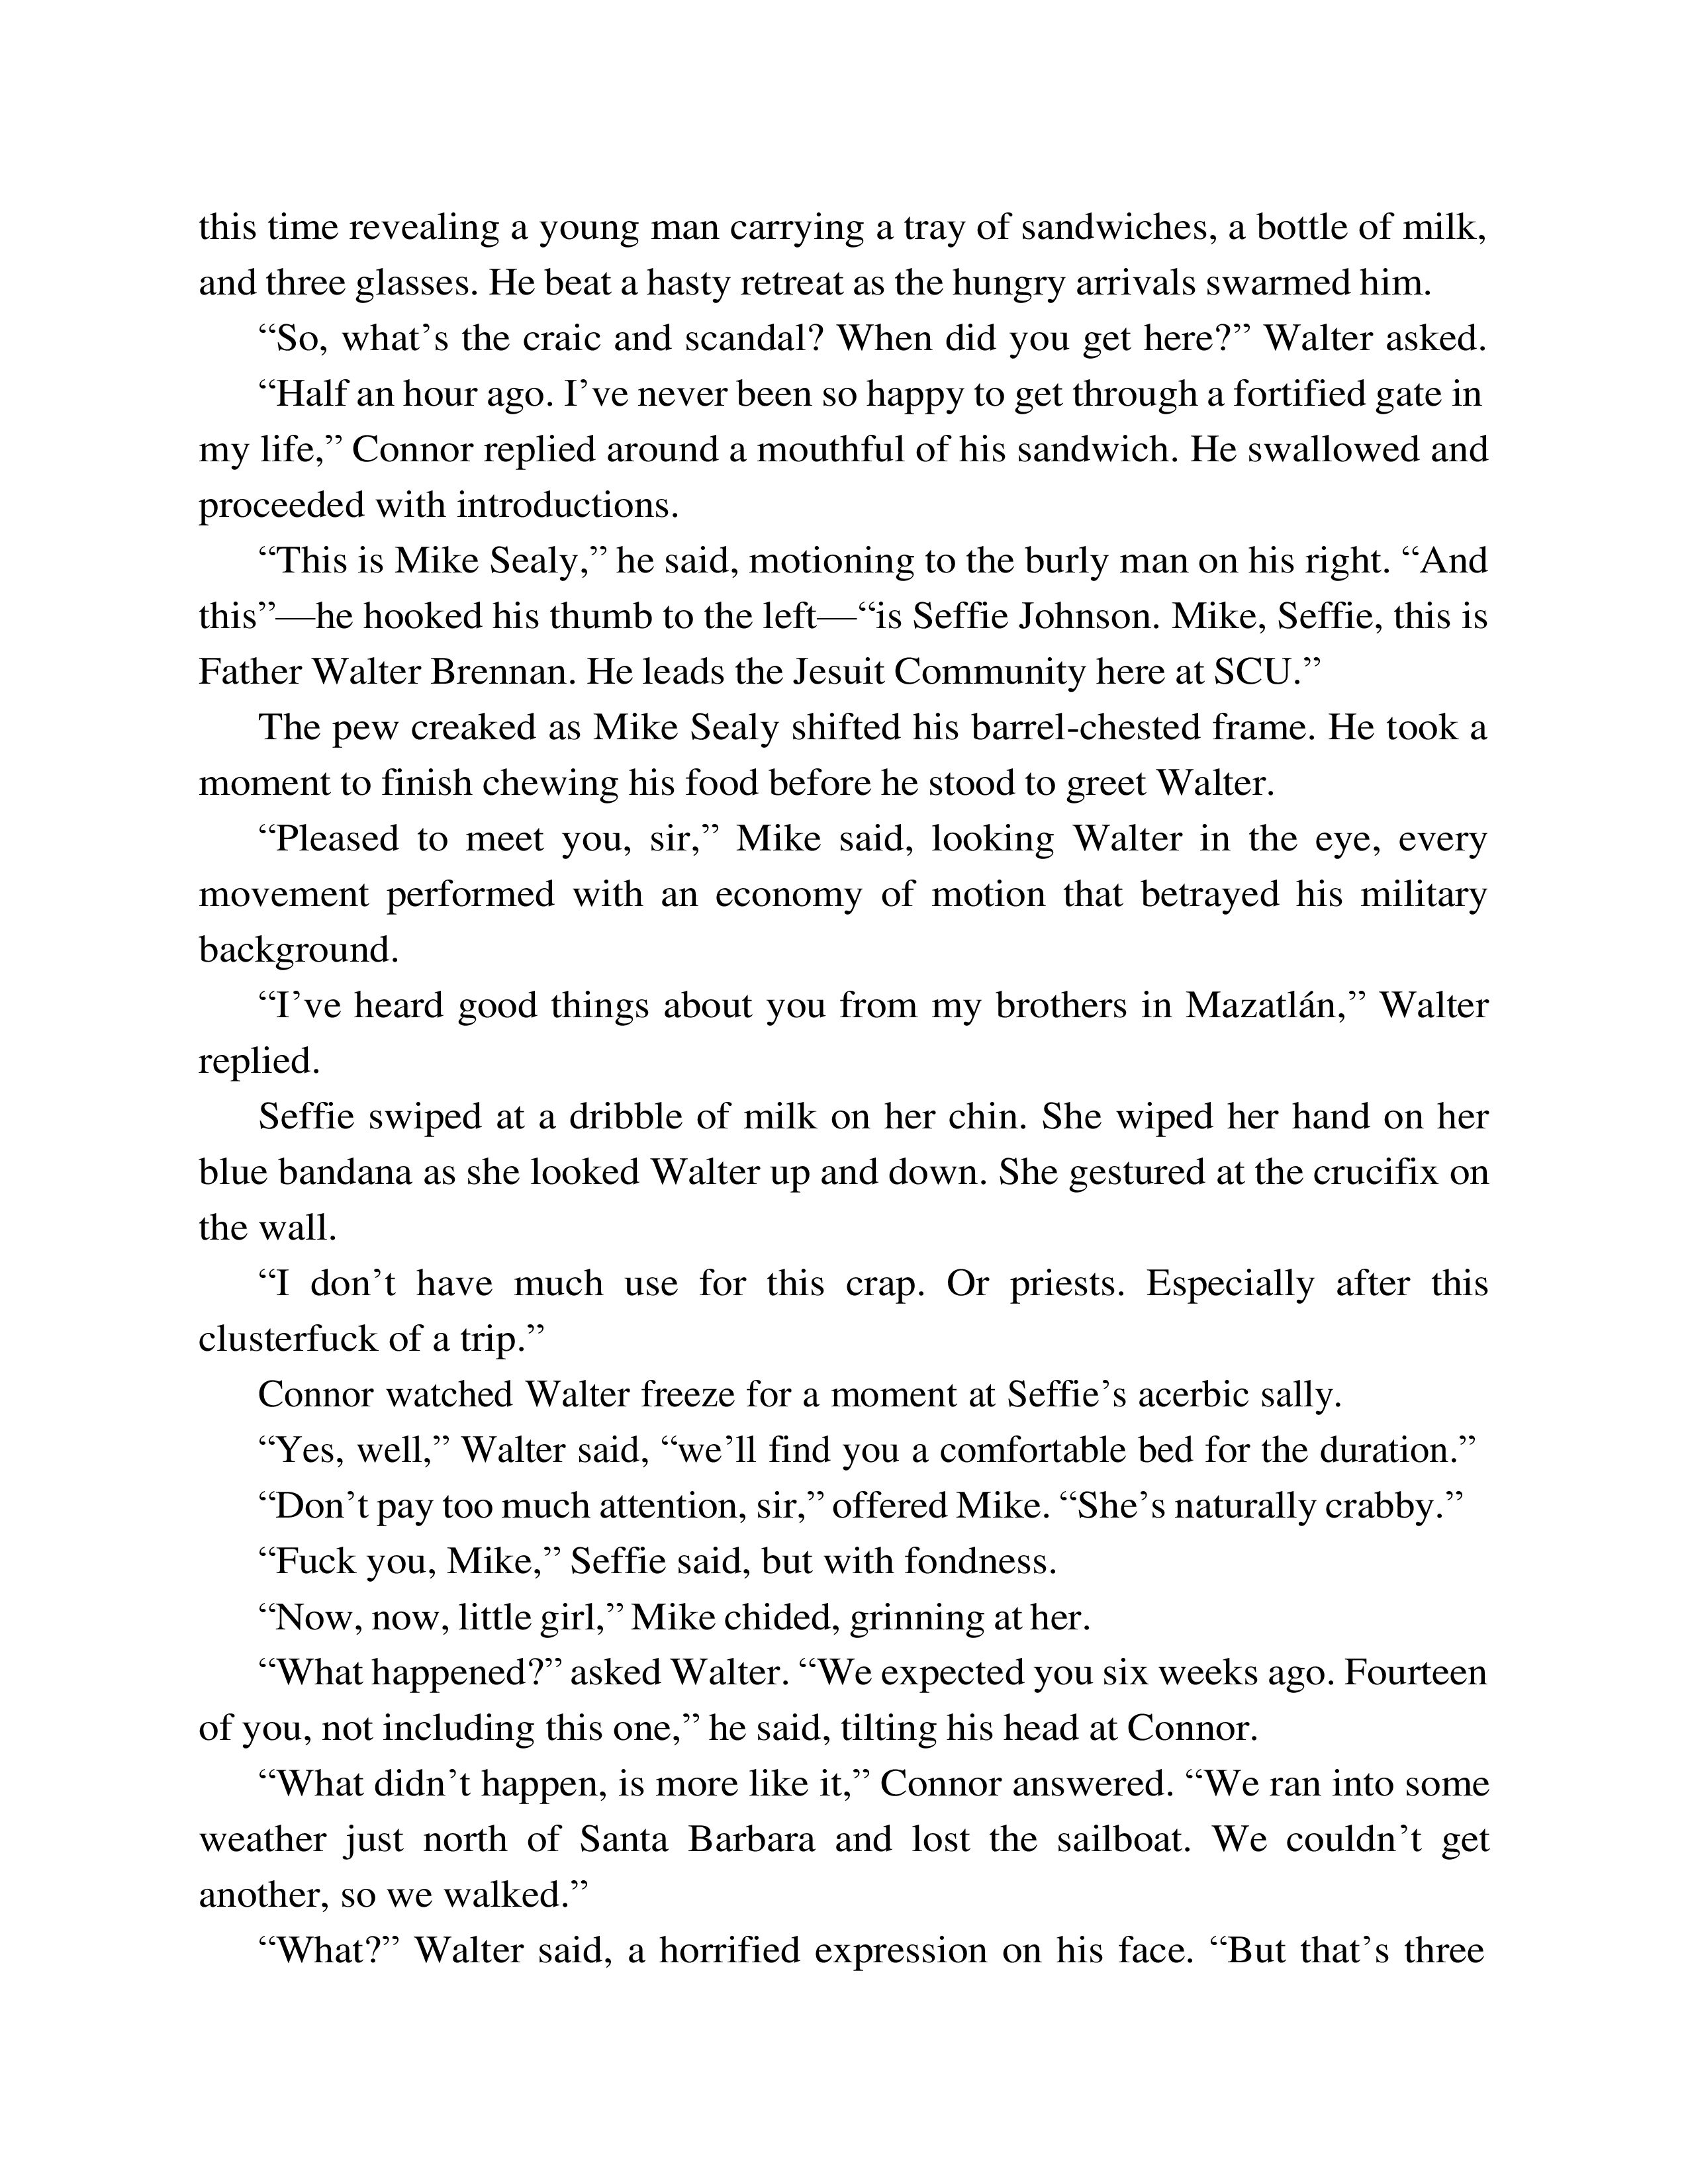 this time revealing a young man carrying a tray of sandwiches, a bottle of milk,
and three glasses. He beat a hasty retreat as the hungry arrivals swarmed him.
“So, what’s the craic and scandal? When did you get here?” Walter asked.
“Half an hour ago. I’ve never been so happy to get through a fortified gate in
my life,” Connor replied around a mouthful of his sandwich. He swallowed and
proceeded with introductions.
“This is Mike Sealy,” he said, motioning to the burly man on his right. “And
this”—he hooked his thumb to the left—“is Seffie Johnson. Mike, Seffie, this is
Father Walter Brennan. He leads the Jesuit Community here at SCU.”
The pew creaked as Mike Sealy shifted his barrel-chested frame. He took a
moment to finish chewing his food before he stood to greet Walter.
“Pleased to meet you, sir,” Mike said, looking Walter in the eye, every
movement performed with an economy of motion that betrayed his military
background.
“I’ve heard good things about you from my brothers in Mazatlán,” Walter
replied.
Seffie swiped at a dribble of milk on her chin. She wiped her hand on her
blue bandana as she looked Walter up and down. She gestured at the crucifix on
the wall.
“I don’t have much use for this crap. Or priests. Especially after this
clusterfuck of a trip.”
Connor watched Walter freeze for a moment at Seffie’s acerbic sally.
“Yes, well,” Walter said, “we’ll find you a comfortable bed for the duration.”
“Don’t pay too much attention, sir,” offered Mike. “She’s naturally crabby.”
“Fuck you, Mike,” Seffie said, but with fondness.
“Now, now, little girl,” Mike chided, grinning at her.
“What happened?” asked Walter. “We expected you six weeks ago. Fourteen
of you, not including this one,” he said, tilting his head at Connor.
“What didn’t happen, is more like it,” Connor answered. “We ran into some
weather just north of Santa Barbara and lost the sailboat. We couldn’t get
another, so we walked.”
“What?” Walter said, a horrified expression on his face. “But that’s three